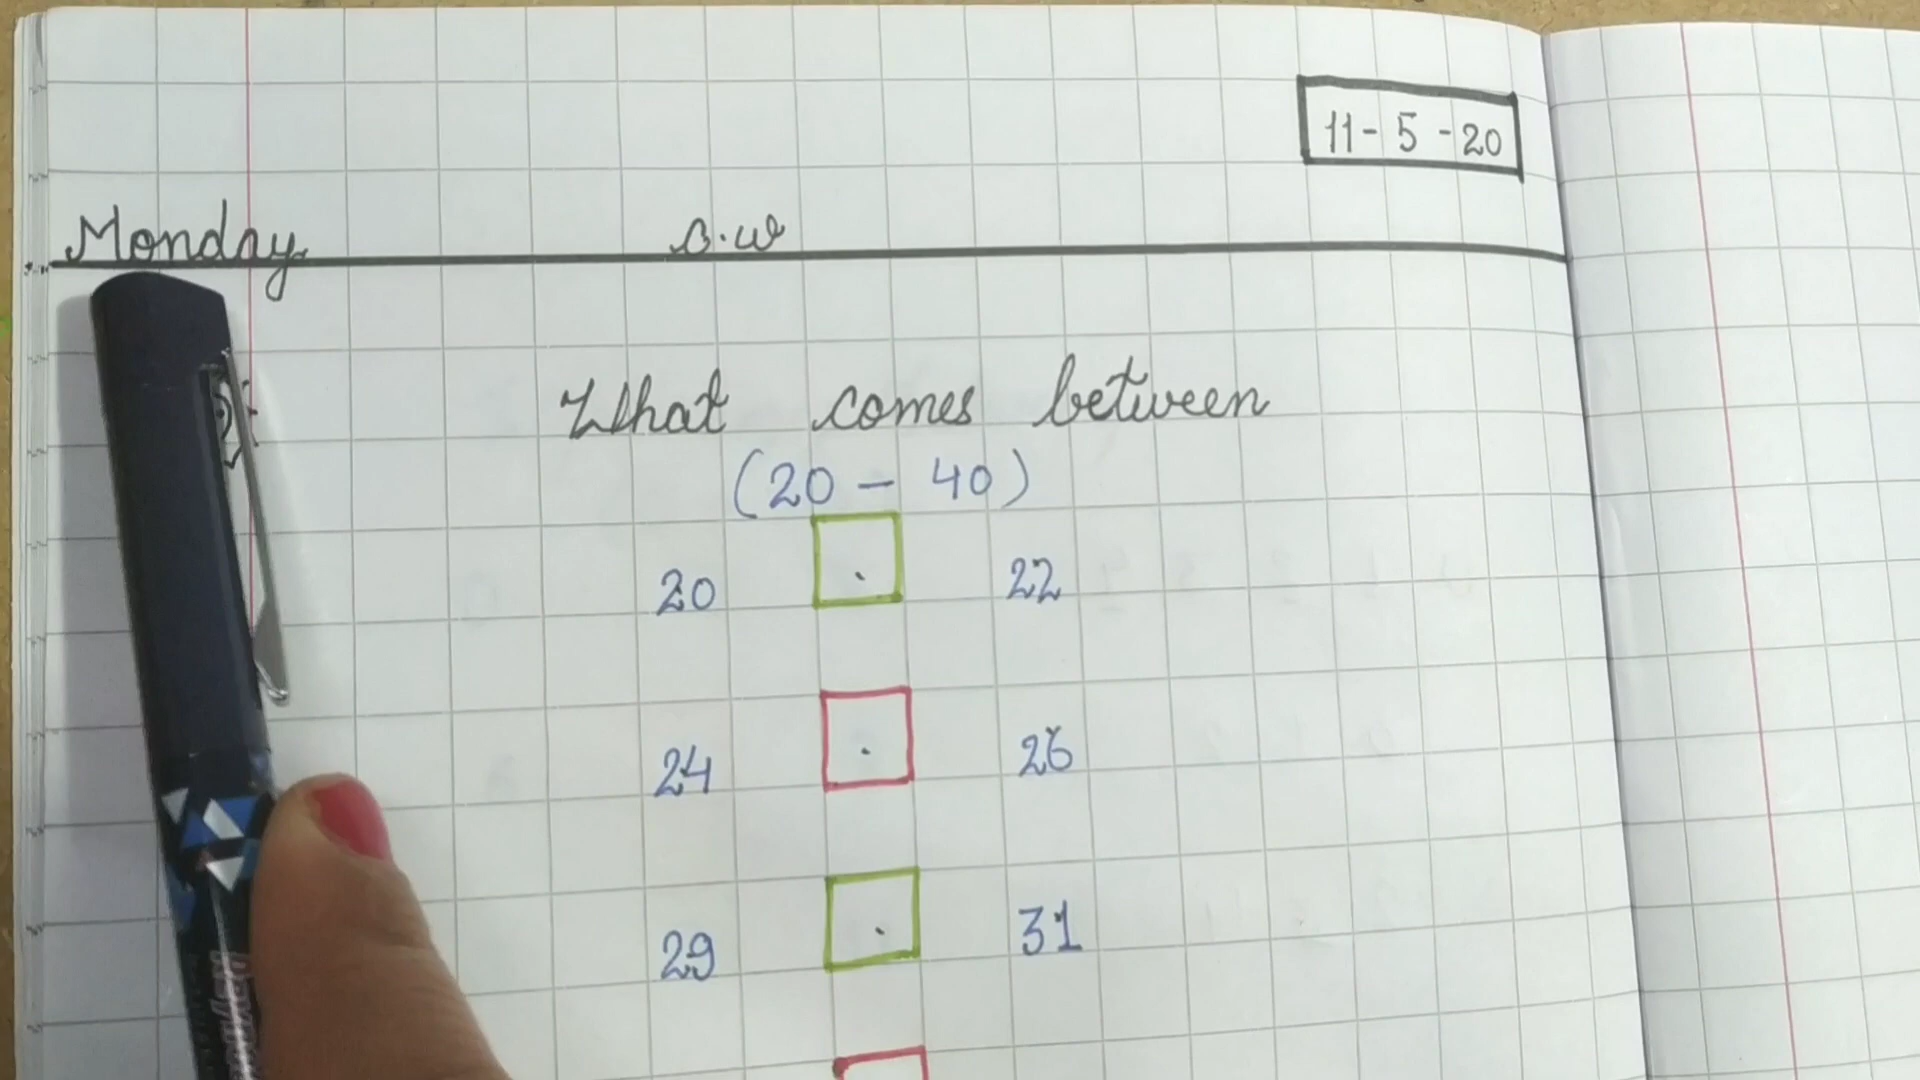 11-5-20
Monday C.W
What comes between
(20 - 40)
20 . 22
24 . 26
29 . 31